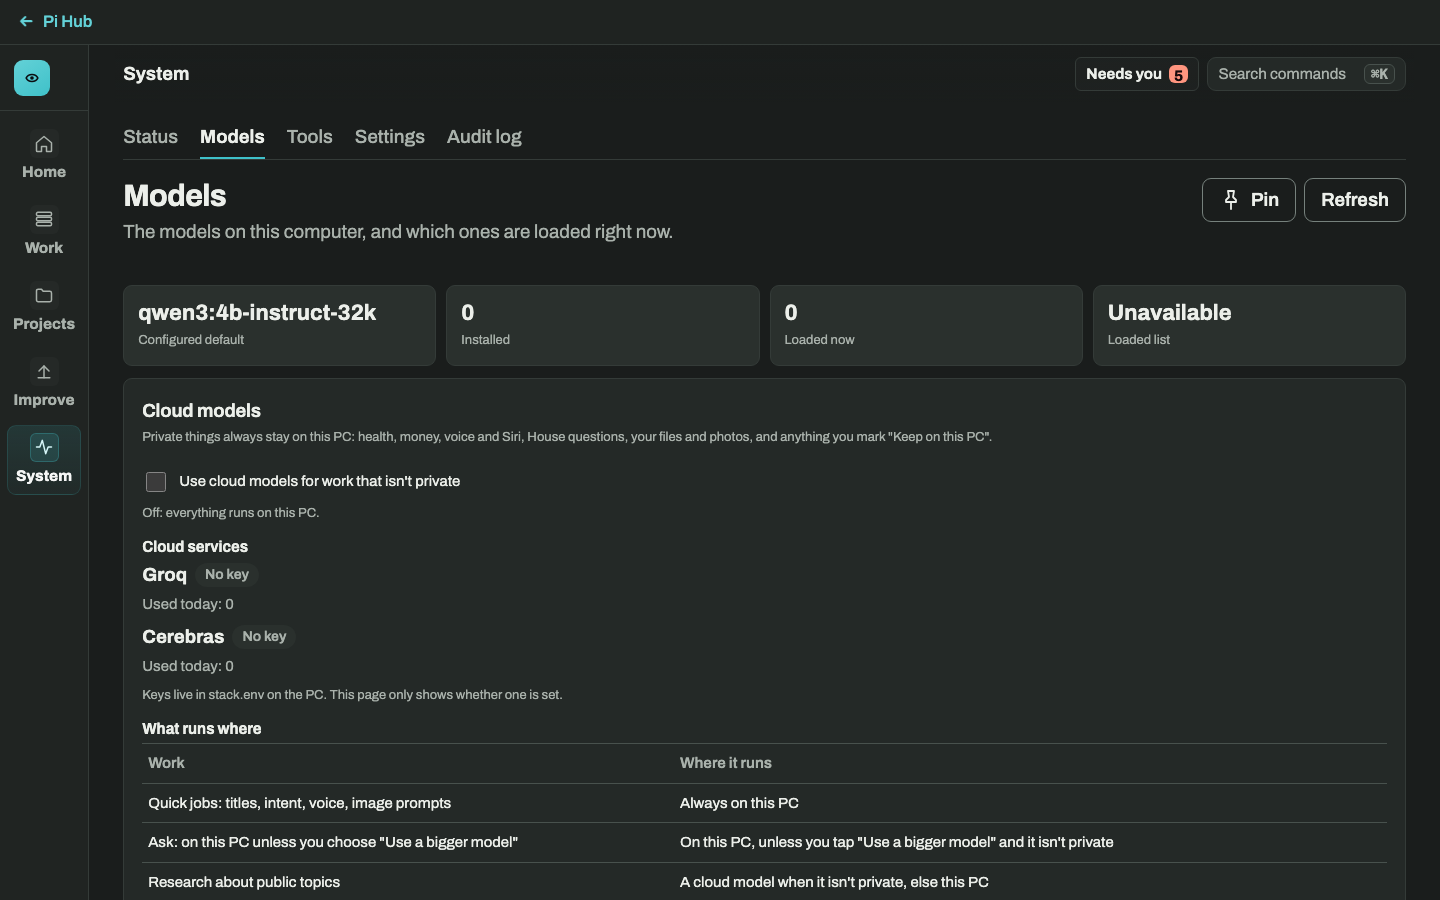 ← Pi Hub
System
Needs you 5
Search commands ⌘K
Home
Work
Projects
Improve
System
Status Models Tools Settings Audit log
Models
Pin
Refresh
The models on this computer, and which ones are loaded right now.
qwen3:4b-instruct-32k
Configured default
0
Installed
0
Loaded now
Unavailable
Loaded list
Cloud models
Private things always stay on this PC: health, money, voice and Siri, House questions, your files and photos, and anything you mark "Keep on this PC".
Use cloud models for work that isn't private
Off: everything runs on this PC.
Cloud services
Groq No key
Used today: 0
Cerebras No key
Used today: 0
Keys live in stack.env on the PC. This page only shows whether one is set.
What runs where
Work Where it runs
Quick jobs: titles, intent, voice, image prompts Always on this PC
Ask: on this PC unless you choose "Use a bigger model" On this PC, unless you tap "Use a bigger model" and it isn't private
Research about public topics A cloud model when it isn't private, else this PC